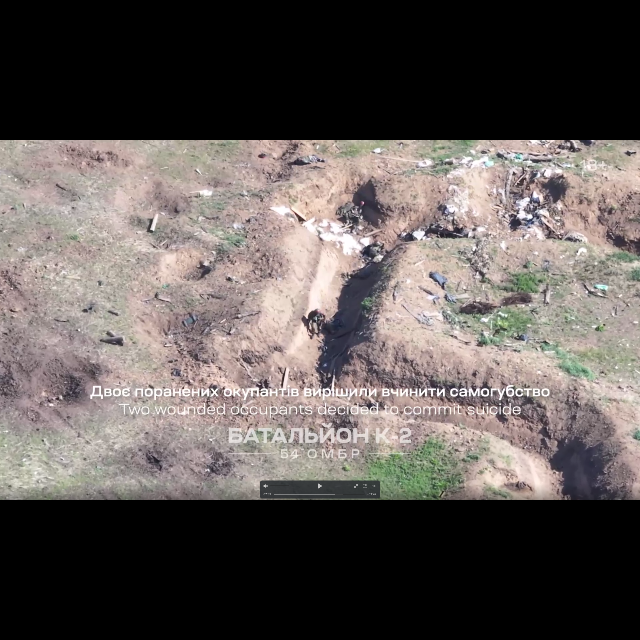 Двоє поранених окупантів вирішили вчинити самогубство
Two wounded occupants decided to commit suicide
БАТАЛЬЙОН К-2
54 ОМБР